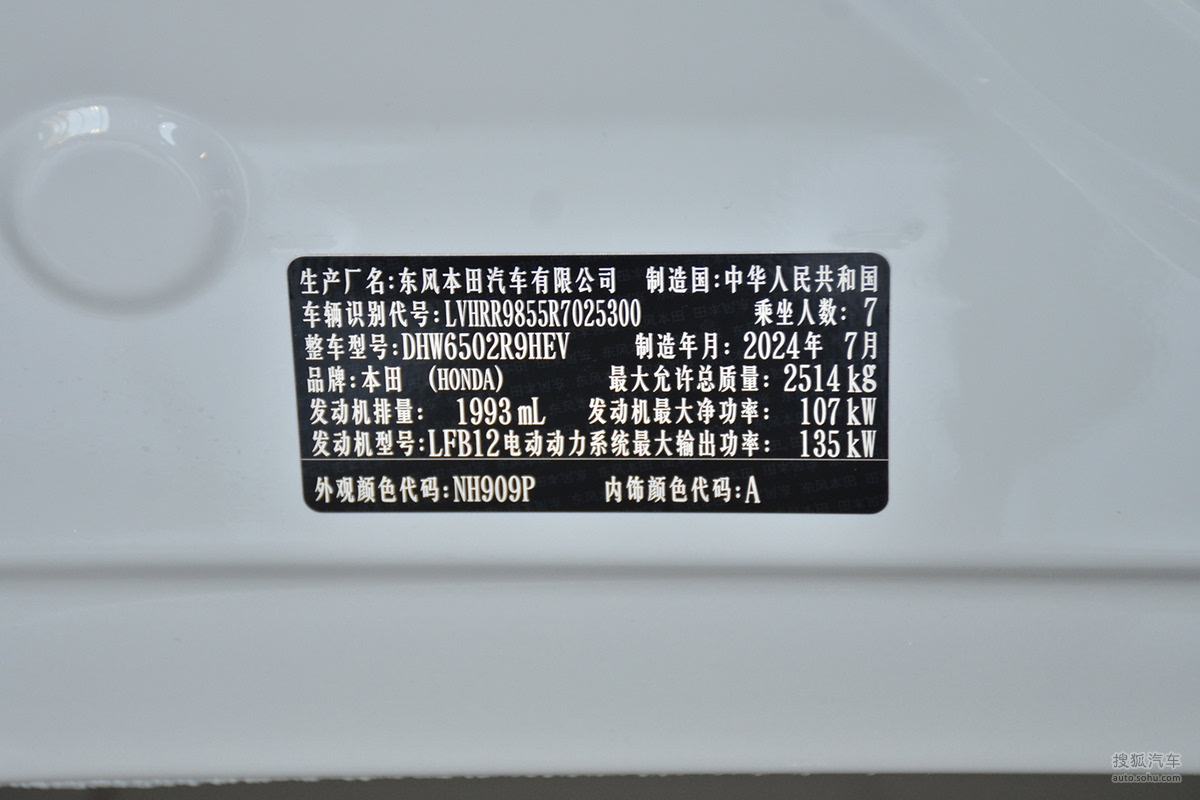 生产厂名:东风本田汽车有限公司 制造国:中华人民共和国
车辆识别代号:LVHRR9855R7025300 乘坐人数: 7
整车型号:DHW6502R9HEV 制造年月: 2024年 7月
品牌:本田 (HONDA) 最大允许总质量: 2514 kg
发动机排量: 1993 mL 发动机最大净功率: 107 kW
发动机型号:LFB12 电动动力系统最大输出功率: 135 kW
外观颜色代码:NH909P 内饰颜色代码:A
搜狐汽车
auto.sohu.com